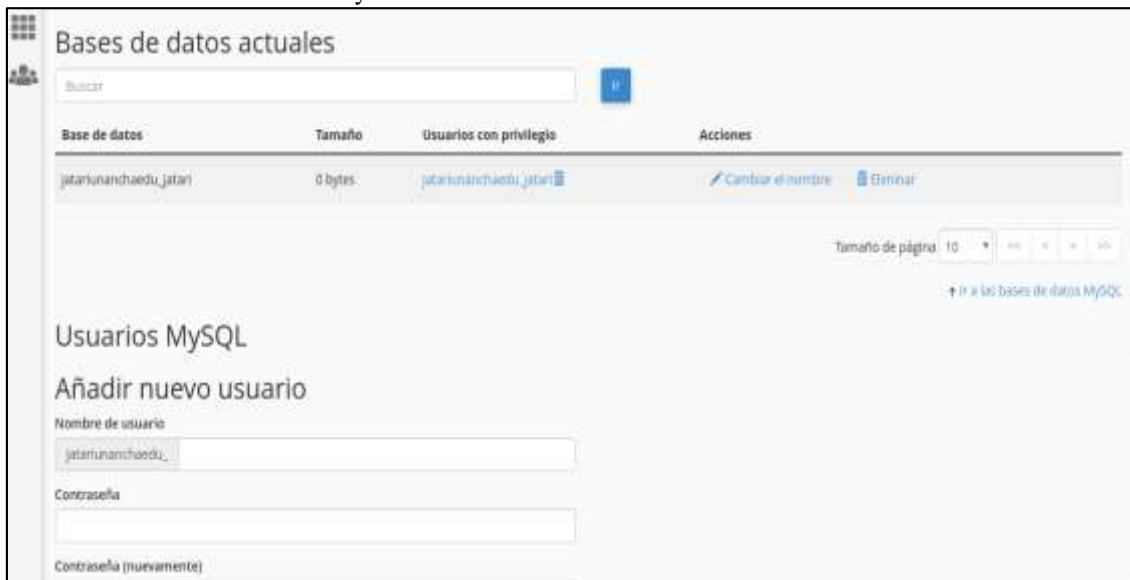 y
Bases de datos actuales
Buscar
Ir
Base de datos Tamaño Usuarios con privilegio Acciones
jatariunanchaedu_jatari 0 bytes jatariunanchaedu_jatari Cambiar el nombre Eliminar
Tamaño de página 10 << < > >>
Ir a las bases de datos MySQL
Usuarios MySQL
Añadir nuevo usuario
Nombre de usuario
jatariunanchaedu_
Contraseña
Contraseña (nuevamente)